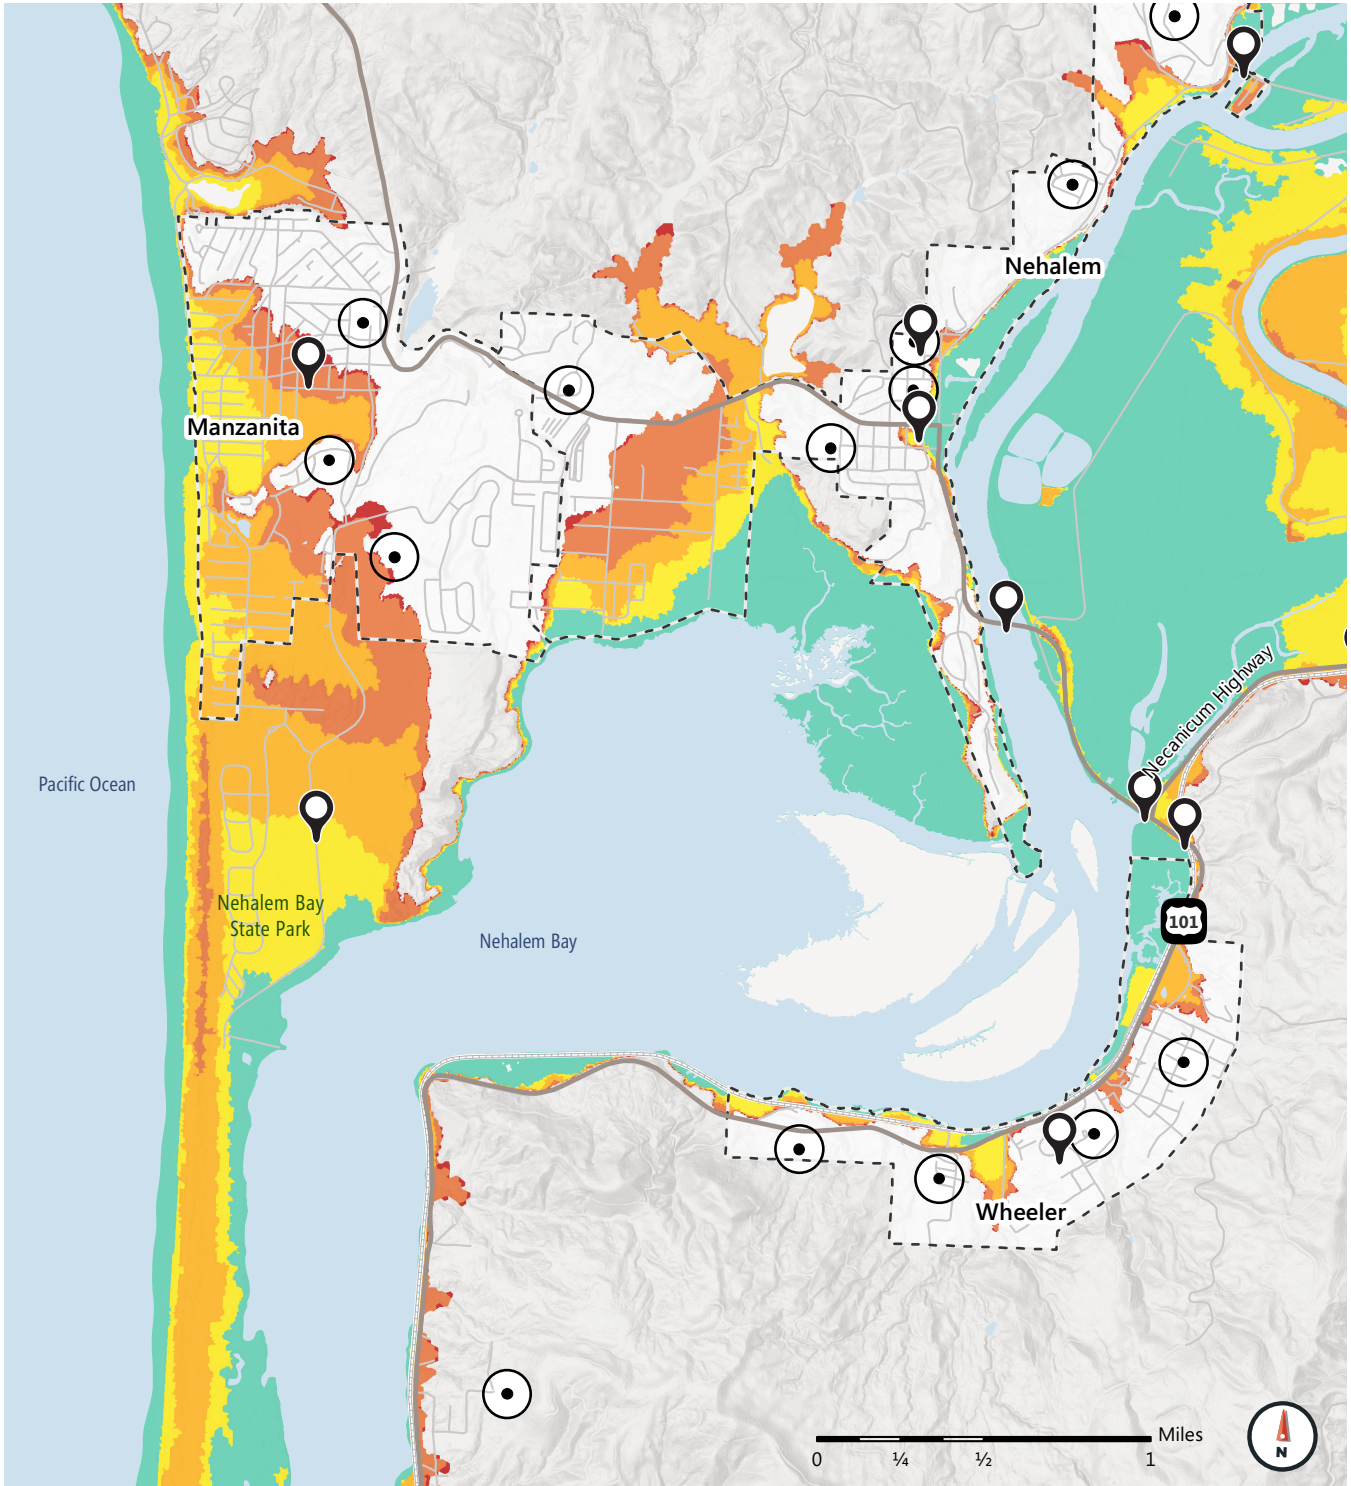 Nehalem
Manzanita
Necanicum Highway
Pacific Ocean
Nehalem Bay
State Park
Nehalem Bay
101
Wheeler
Miles
0 ¼ ½ 1
N